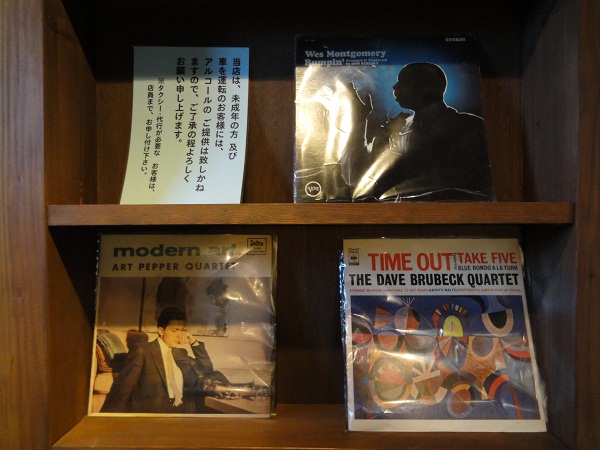 当店は、未成年の方 及び
車を運転のお客様には、
アルコールの ご提供は致しかね
ますので、ご了承の程よろしく
お願い申し上げます。
※タクシー・代行が必要な お客様は、
店員まで、お申し付け下さい。
STEREO
Wes Montgomery
Bumpin'
Verve
modern art
ART PEPPER QUARTET
TIME OUT TAKE FIVE
BLUE RONDO A LA TURK
THE DAVE BRUBECK QUARTET